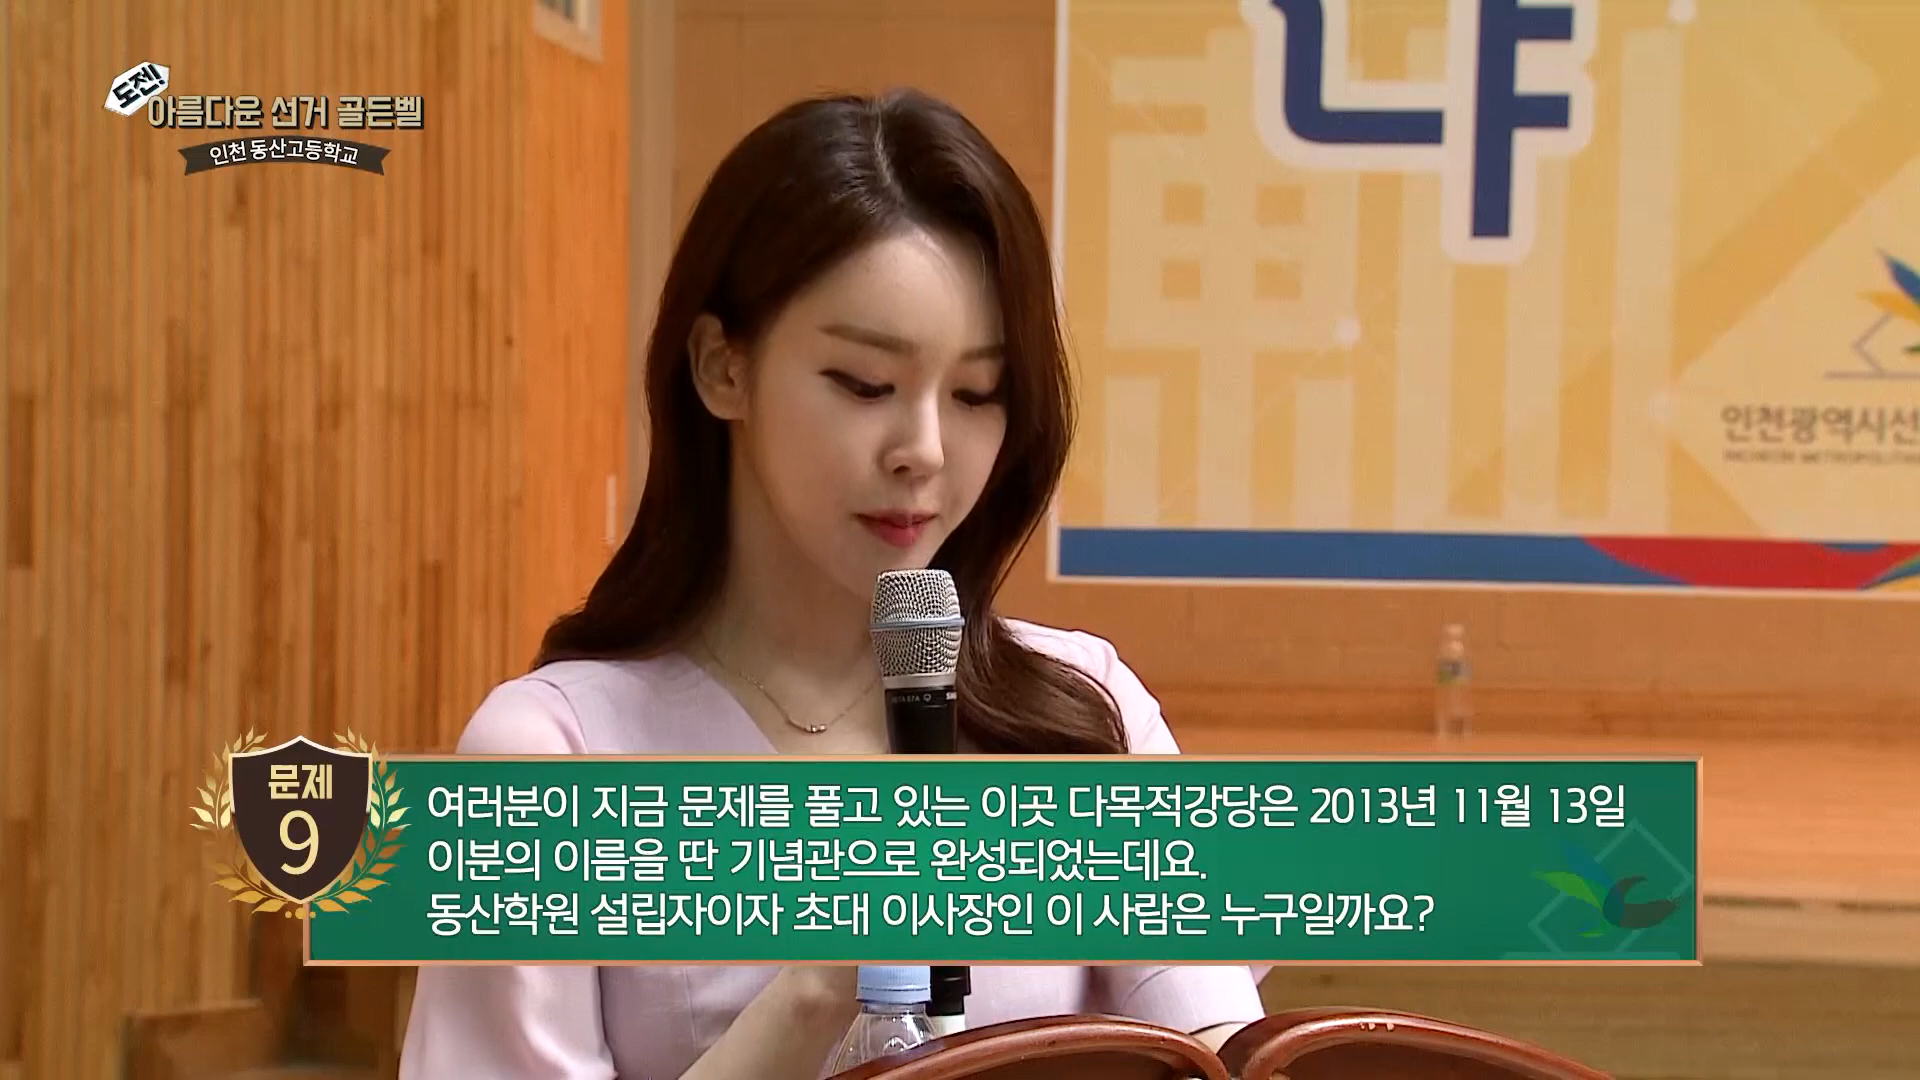 도전!
아름다운 선거 골든벨
인천 동산고등학교
냐
인천광역시선
INCHEON METROPOLITAN
문제
9
여러분이 지금 문제를 풀고 있는 이곳 다목적강당은 2013년 11월 13일
이분의 이름을 딴 기념관으로 완성되었는데요.
동산학원 설립자이자 초대 이사장인 이 사람은 누구일까요?